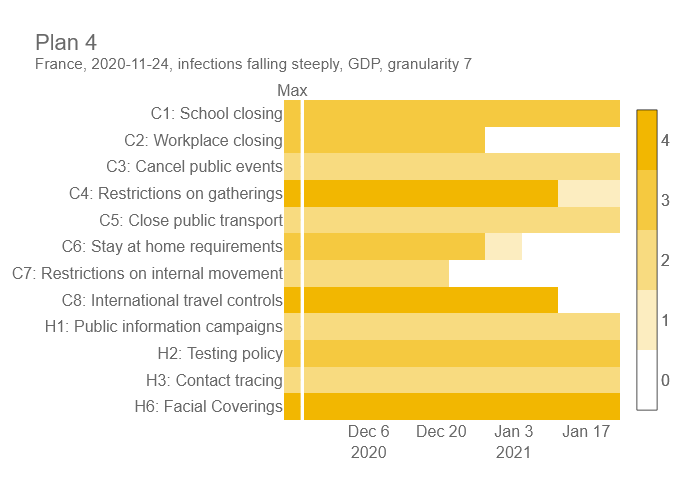 Plan 4
France, 2020-11-24, infections falling steeply, GDP, granularity 7
Max
C1: School closing
C2: Workplace closing
C3: Cancel public events
C4: Restrictions on gatherings
C5: Close public transport
C6: Stay at home requirements
C7: Restrictions on internal movement
C8: International travel controls
H1: Public information campaigns
H2: Testing policy
H3: Contact tracing
H6: Facial Coverings
4
3
2
1
0
Dec 6 Dec 20 Jan 3 Jan 17
2020 2021